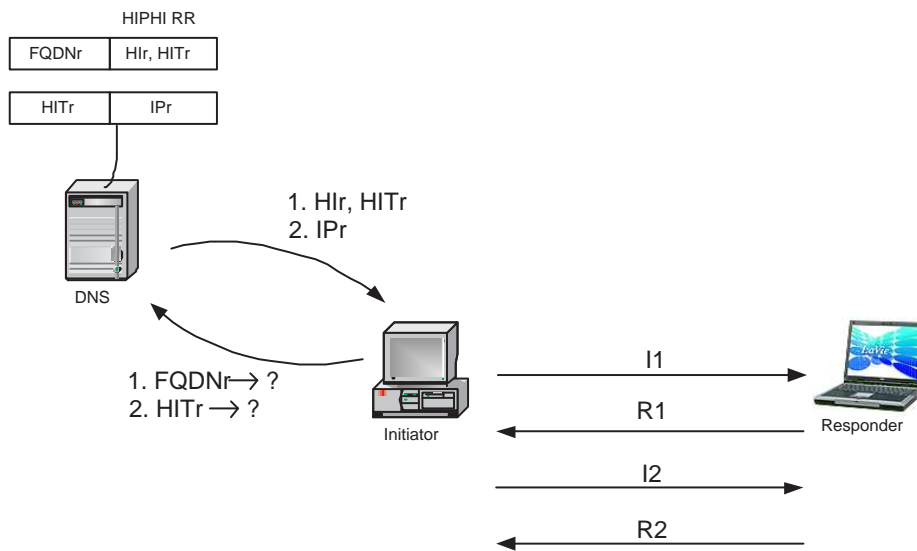 HIPHI RR
FQDNr HIr, HITr
HITr IPr
1. HIr, HITr
2. IPr
DNS
1. FQDNr → ?
2. HITr → ?
Initiator
I1
R1
I2
R2
LaVie
Responder